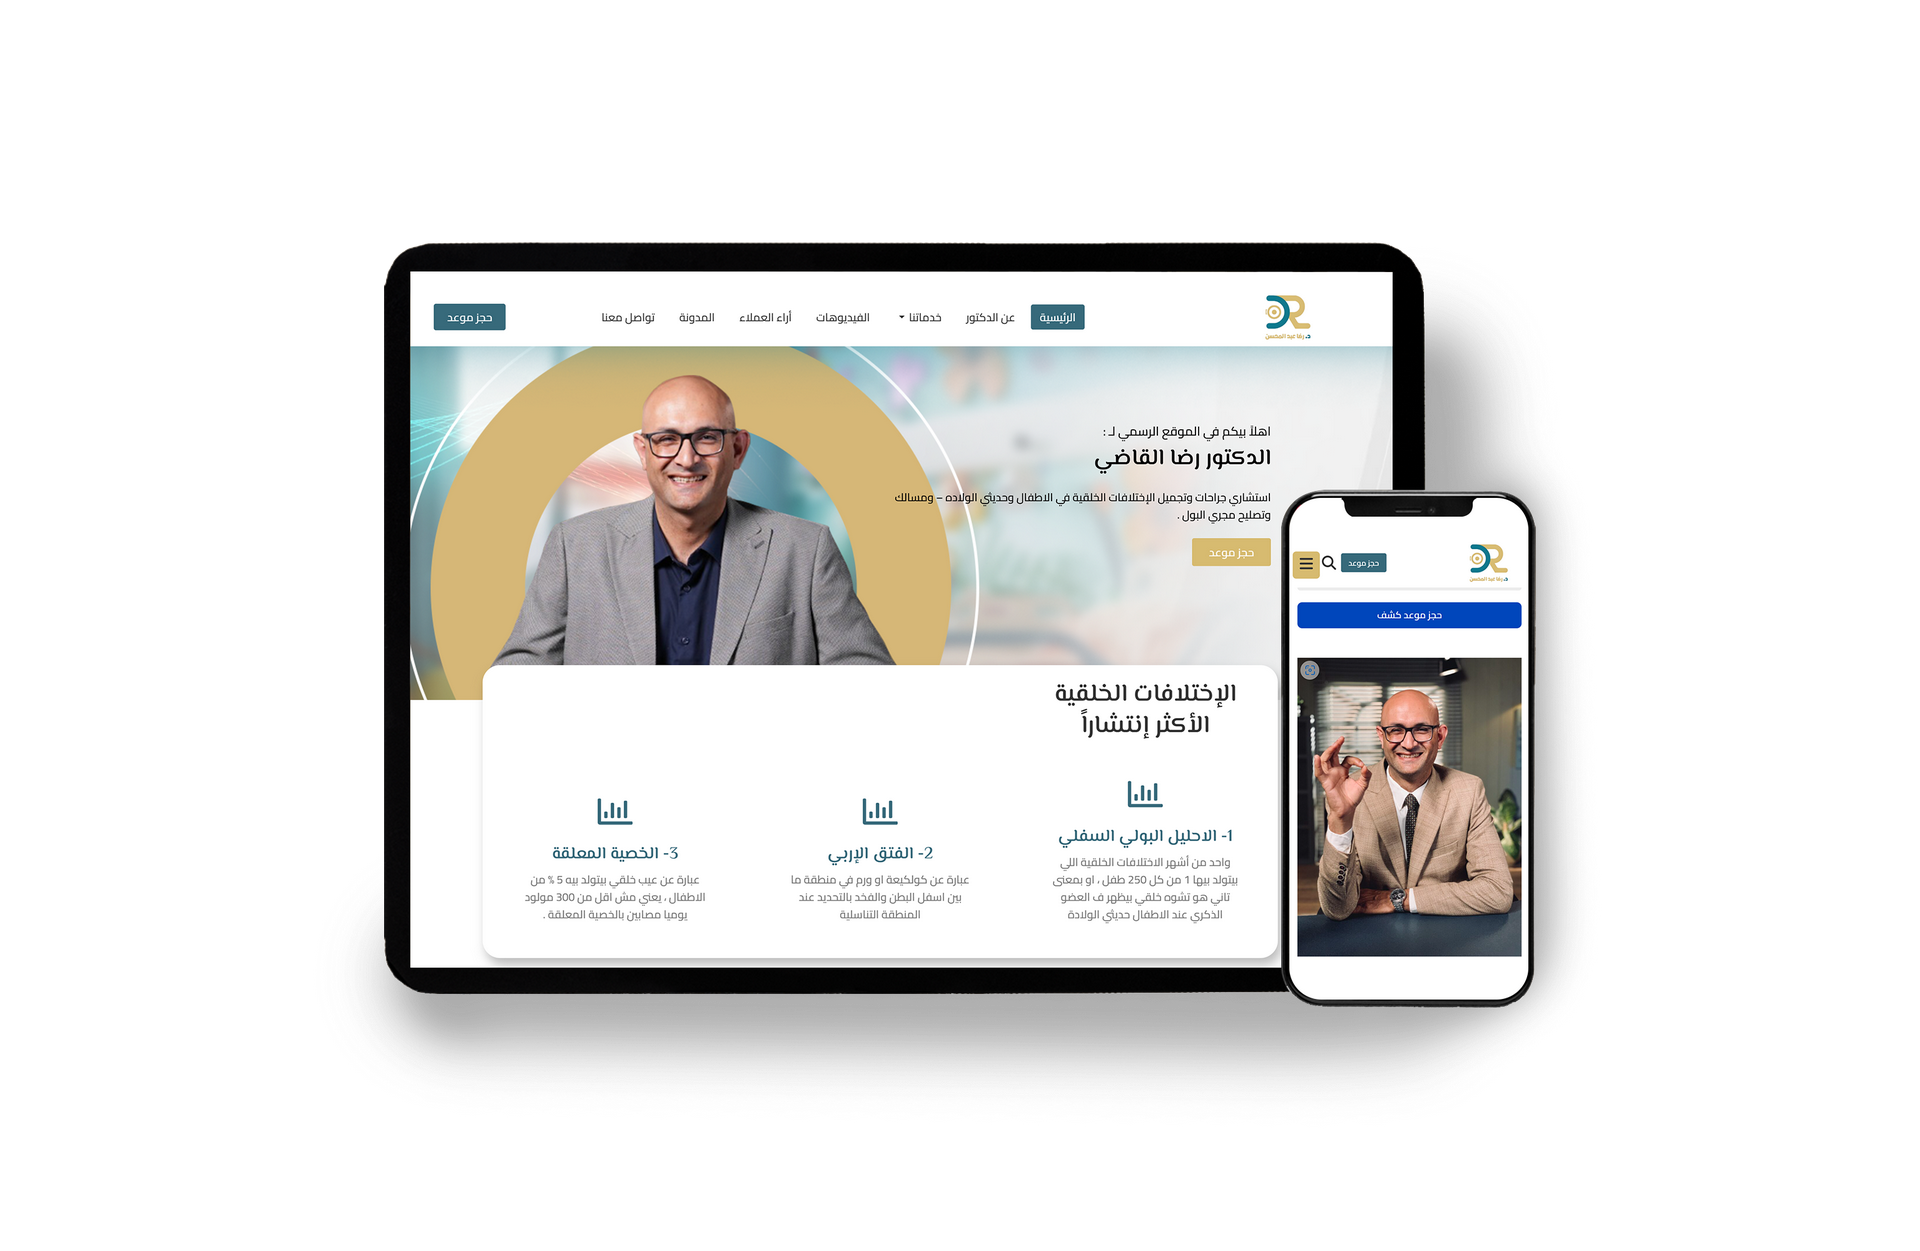 د. رضا عبد المحسن
الرئيسية
عن الدكتور
خدماتنا
الفيديوهات
أراء العملاء
المدونة
تواصل معنا
حجز موعد
اهلاً بيكم في الموقع الرسمي لـ :
الدكتور رضا القاضي
استشاري جراحات وتجميل الإختلافات الخلقية في الاطفال وحديثي الولاده – ومسالك
وتصليح مجري البول .
حجز موعد
الإختلافات الخلقية
الأكثر إنتشاراً
1- الاحليل البولي السفلي
واحد من أشهر الاختلافات الخلقية اللي
بيتولد بيها 1 من كل 250 طفل ، او بمعنى
تاني هو تشوه خلقي بيظهر ف العضو
الذكري عند الاطفال حديثي الولادة
2- الفتق الإربي
عبارة عن كولكيعة او ورم في منطقة ما
بين اسفل البطن والفخد بالتحديد عند
المنطقة التناسلية
3- الخصية المعلقة
عبارة عن عيب خلقي بيتولد بيه 5 % من
الاطفال ، يعني مش اقل من 300 مولود
يوميا مصابين بالخصية المعلقة .
د. رضا عبد المحسن
حجز موعد
حجز موعد كشف